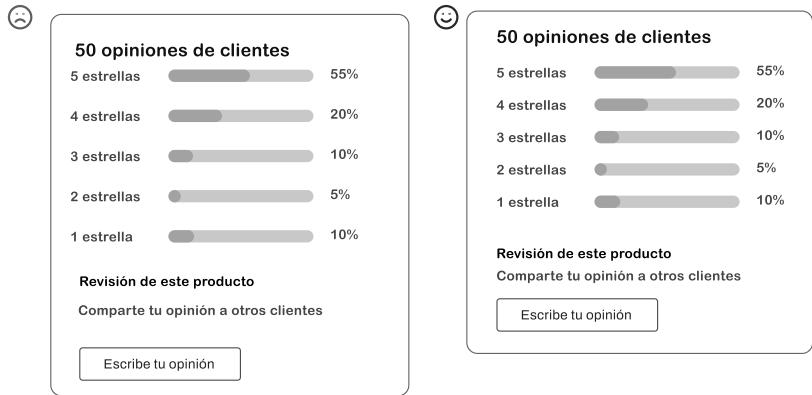 50 opiniones de clientes
5 estrellas 55%
4 estrellas 20%
3 estrellas 10%
2 estrellas 5%
1 estrella 10%
Revisión de este producto
Comparte tu opinión a otros clientes
Escribe tu opinión
50 opiniones de clientes
5 estrellas 55%
4 estrellas 20%
3 estrellas 10%
2 estrellas 5%
1 estrella 10%
Revisión de este producto
Comparte tu opinión a otros clientes
Escribe tu opinión